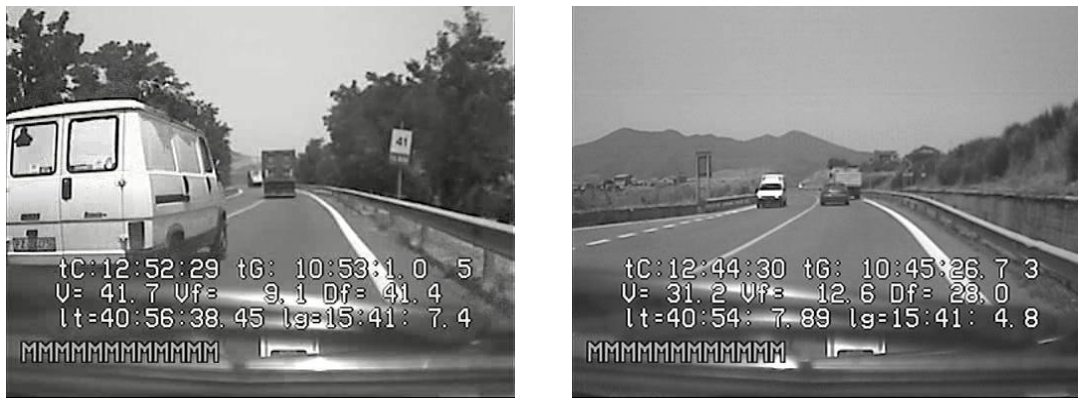 41
tC:12:52:29 tG: 10:53:1.0 5
V= 41.7 Vf= 9.1 Df= 41.4
lt=40:56:38.45 lg=15:41: 7.4
MMMMMMMMMMMM
tC:12:44:30 tG: 10:45:26.7 3
V= 31.2 Vf= 12.6 Df= 28.0
lt=40:54: 7.89 lg=15:41: 4.8
MMMMMMMMMMMM